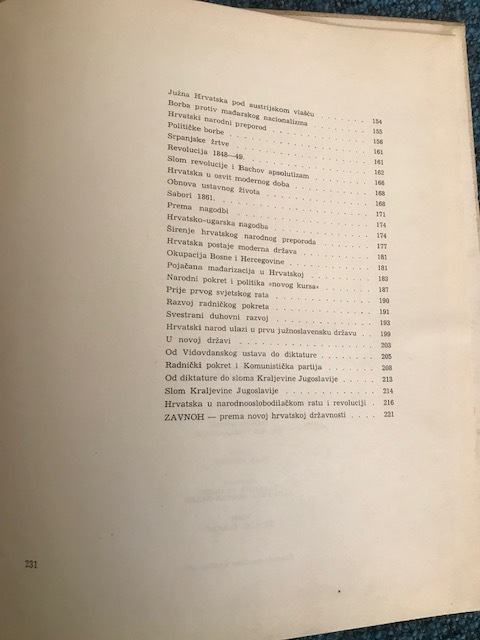 Južna Hrvatska pod austrijskom vlašću . . . . . . 154
Borba protiv mađarskog nacionalizma . . . . . . 155
Hrvatski narodni preporod . . . . . . . . . 156
Političke borbe . . . . . . . . . . . . 161
Srpanjske žrtve . . . . . . . . . . . . 161
Revolucija 1848—49. . . . . . . . . . . 162
Slom revolucije i Bachov apsolutizam . . . . . . 166
Hrvatska u osvit modernog doba . . . . . . . 168
Obnova ustavnog života . . . . . . . . . 168
Sabori 1861. . . . . . . . . . . . . 171
Prema nagodbi . . . . . . . . . . . . 174
Hrvatsko-ugarska nagodba . . . . . . . . . 174
Širenje hrvatskog narodnog preporoda . . . . . 177
Hrvatska postaje moderna država . . . . . . . 181
Okupacija Bosne i Hercegovine . . . . . . . 181
Pojačana mađarizacija u Hrvatskoj . . . . . . 183
Narodni pokret i politika »novog kursa« . . . . . 187
Prije prvog svjetskog rata . . . . . . . . . 190
Razvoj radničkog pokreta . . . . . . . . . 191
Svestrani duhovni razvoj . . . . . . . . . 193
Hrvatski narod ulazi u prvu južnoslavensku državu . . 199
U novoj državi . . . . . . . . . . . . 203
Od Vidovdanskog ustava do diktature . . . . . . 205
Radnički pokret i Komunistička partija . . . . . 208
Od diktature do sloma Kraljevine Jugoslavije . . . . 213
Slom Kraljevine Jugoslavije . . . . . . . . . 214
Hrvatska u narodnooslobodilačkom ratu i revoluciji . 216
ZAVNOH — prema novoj hrvatskoj državnosti . . . . 221
231